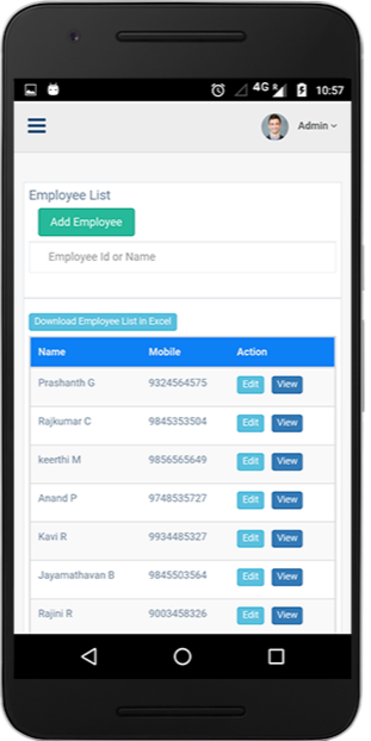 4G R 10:57
Admin
Employee List
Add Employee
Employee Id or Name
Download Employee List in Excel
Name Mobile Action
Prashanth G 9324564575 Edit View
Rajkumar C 9845353504 Edit View
keerthi M 9856565649 Edit View
Anand P 9748535727 Edit View
Kavi R 9934485327 Edit View
Jayamathavan B 9845503564 Edit View
Rajini R 9003458326 Edit View